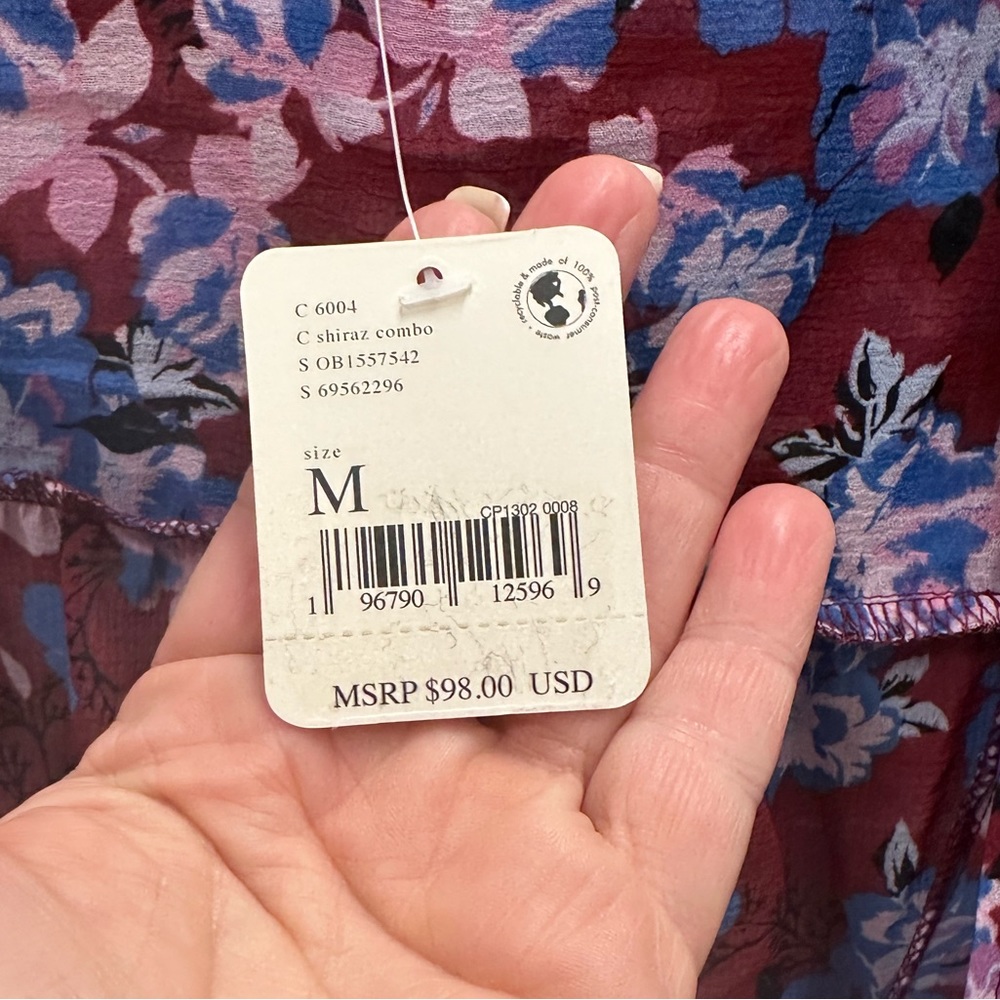 C 6004
C shiraz combo
S OB1557542
S 69562296
recyclable & made of 100% post-consumer waste •
size
M
CP1302 0008
1 96790 12596 9
MSRP $98.00 USD